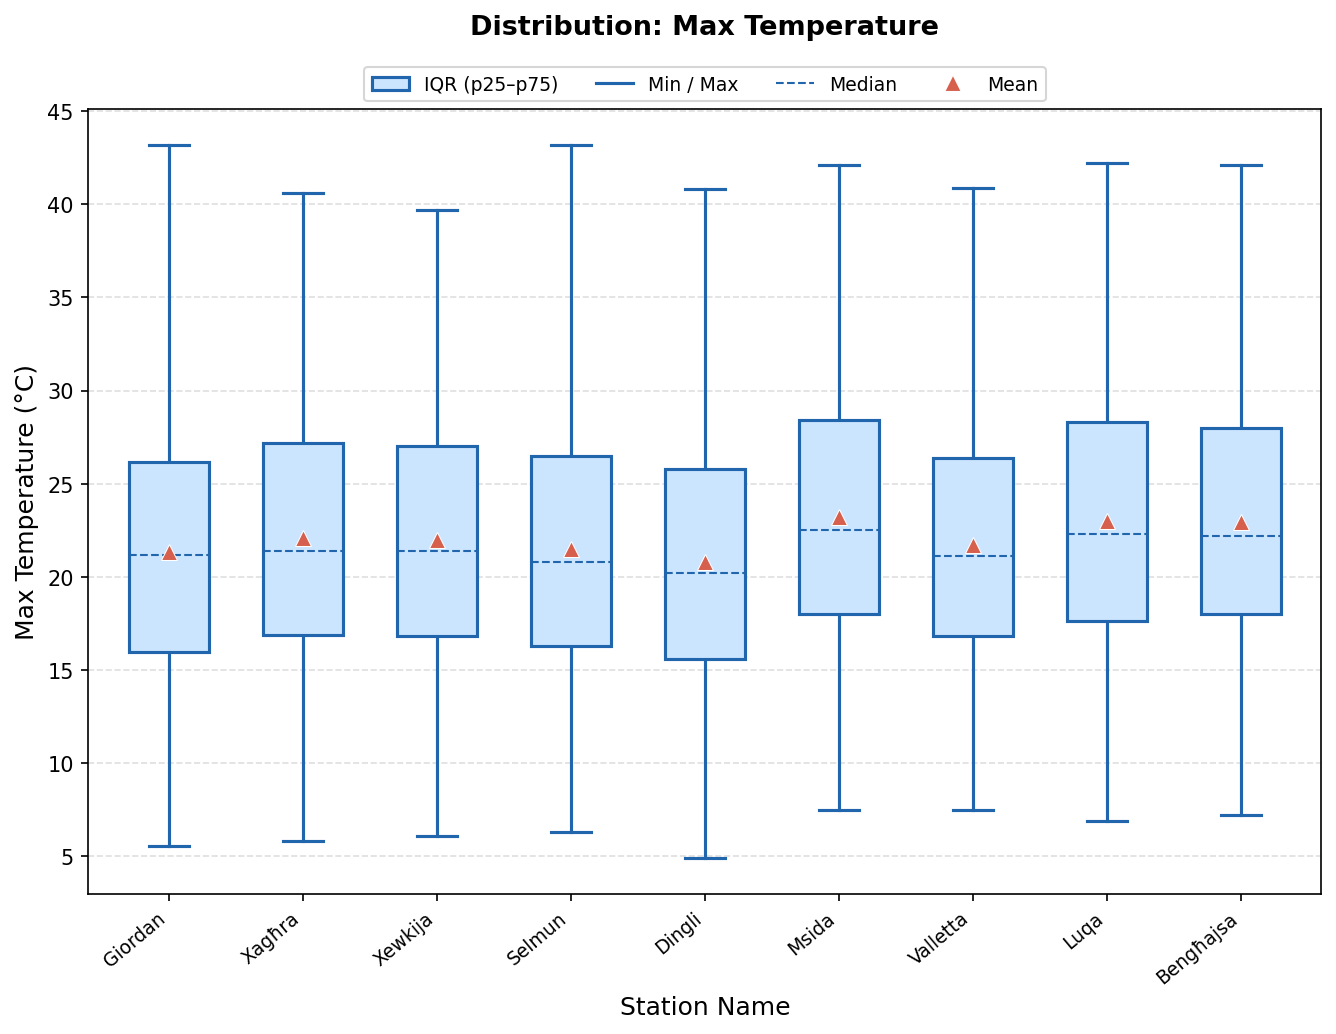 Distribution: Max Temperature
IQR (p25–p75) Min / Max Median Mean
Max Temperature (°C)
45
40
35
30
25
20
15
10
5
Giordan Xagħra Xewkija Selmun Dingli Msida Valletta Luqa Bengħajsa
Station Name